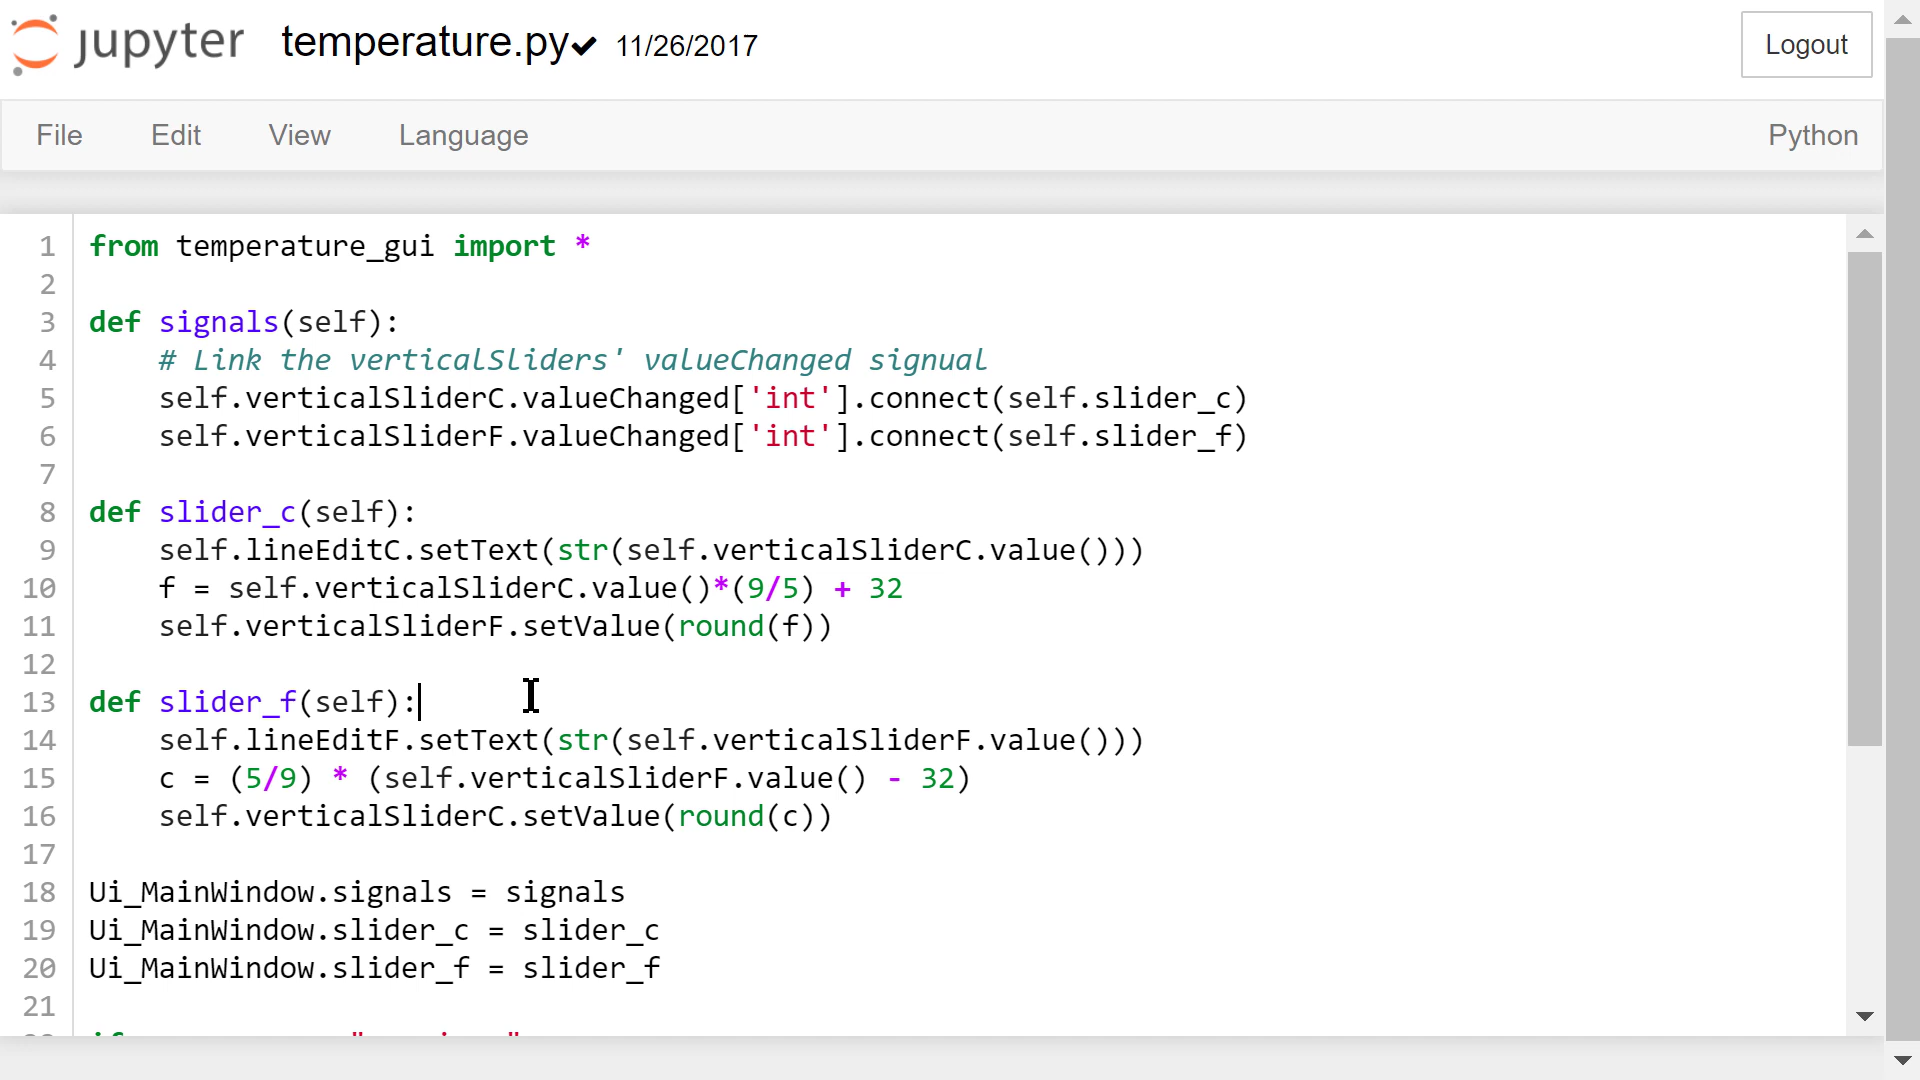 jupyter temperature.py✔ 11/26/2017 Logout
File Edit View Language Python
1 from temperature_gui import *
2
3 def signals(self):
4     # Link the verticalSliders' valueChanged signual
5     self.verticalSliderC.valueChanged['int'].connect(self.slider_c)
6     self.verticalSliderF.valueChanged['int'].connect(self.slider_f)
7
8 def slider_c(self):
9     self.lineEditC.setText(str(self.verticalSliderC.value()))
10     f = self.verticalSliderC.value()*(9/5) + 32
11     self.verticalSliderF.setValue(round(f))
12
13 def slider_f(self):
14     self.lineEditF.setText(str(self.verticalSliderF.value()))
15     c = (5/9) * (self.verticalSliderF.value() - 32)
16     self.verticalSliderC.setValue(round(c))
17
18 Ui_MainWindow.signals = signals
19 Ui_MainWindow.slider_c = slider_c
20 Ui_MainWindow.slider_f = slider_f
21